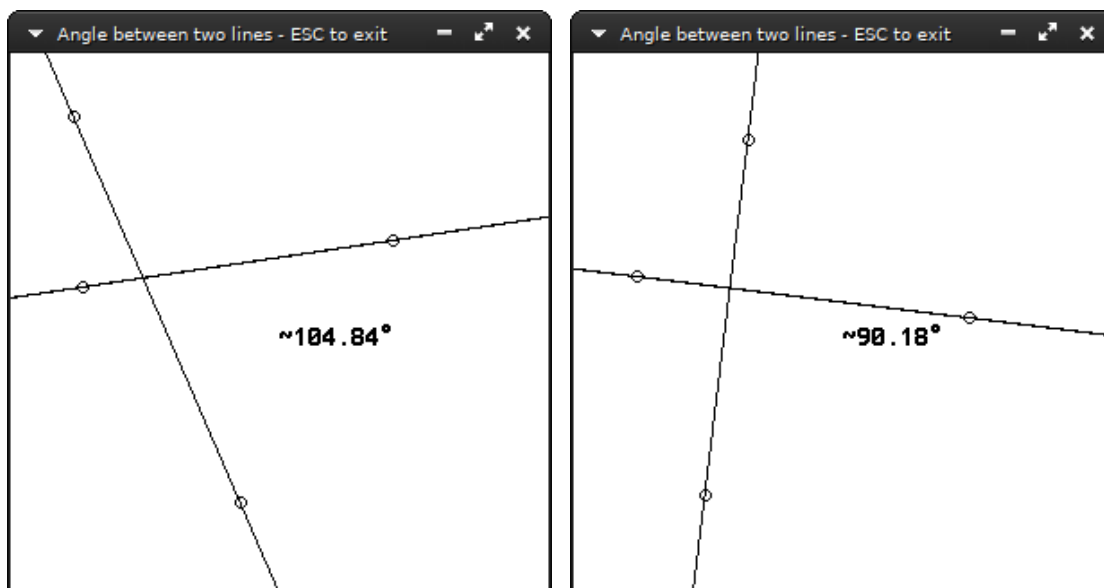 Angle between two lines - ESC to exit
~104.84°
Angle between two lines - ESC to exit
~90.18°